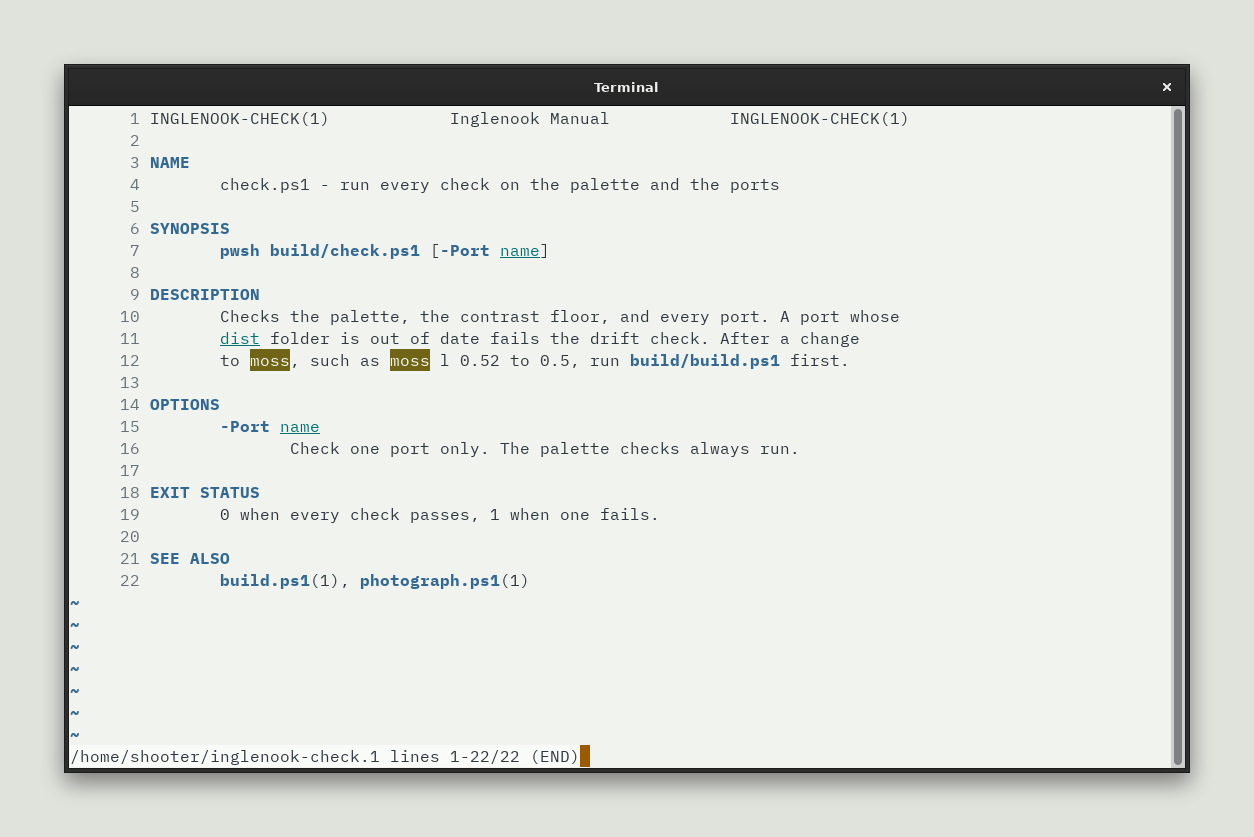 Terminal ×
1 INGLENOOK-CHECK(1)            Inglenook Manual            INGLENOOK-CHECK(1)
2
3 NAME
4        check.ps1 - run every check on the palette and the ports
5
6 SYNOPSIS
7        pwsh build/check.ps1 [-Port name]
8
9 DESCRIPTION
10        Checks the palette, the contrast floor, and every port. A port whose
11        dist folder is out of date fails the drift check. After a change
12        to moss, such as moss l 0.52 to 0.5, run build/build.ps1 first.
13
14 OPTIONS
15        -Port name
16               Check one port only. The palette checks always run.
17
18 EXIT STATUS
19        0 when every check passes, 1 when one fails.
20
21 SEE ALSO
22        build.ps1(1), photograph.ps1(1)
~
~
~
~
~
~
~
/home/shooter/inglenook-check.1 lines 1-22/22 (END)